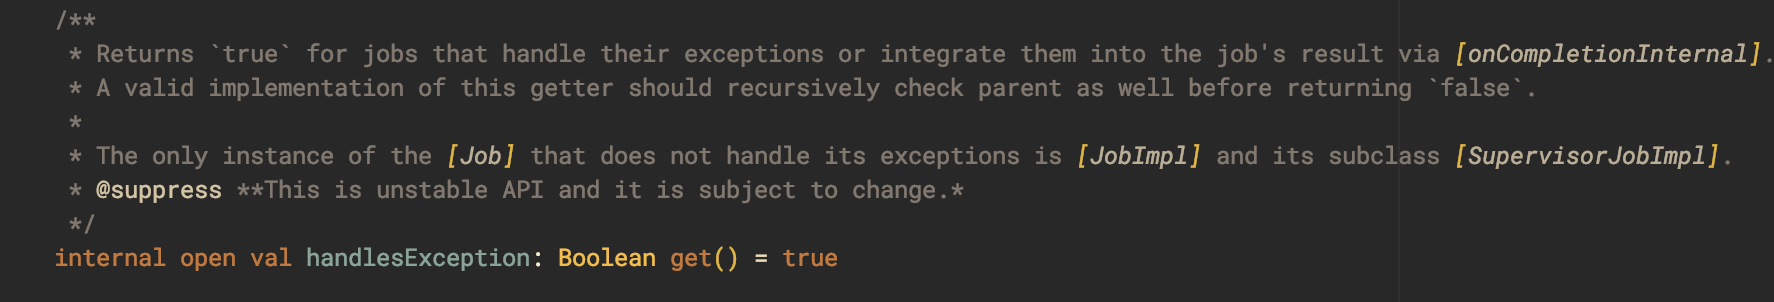 /**
 * Returns `true` for jobs that handle their exceptions or integrate them into the job's result via [onCompletionInternal].
 * A valid implementation of this getter should recursively check parent as well before returning `false`.
 *
 * The only instance of the [Job] that does not handle its exceptions is [JobImpl] and its subclass [SupervisorJobImpl].
 * @suppress **This is unstable API and it is subject to change.*
 */
internal open val handlesException: Boolean get() = true